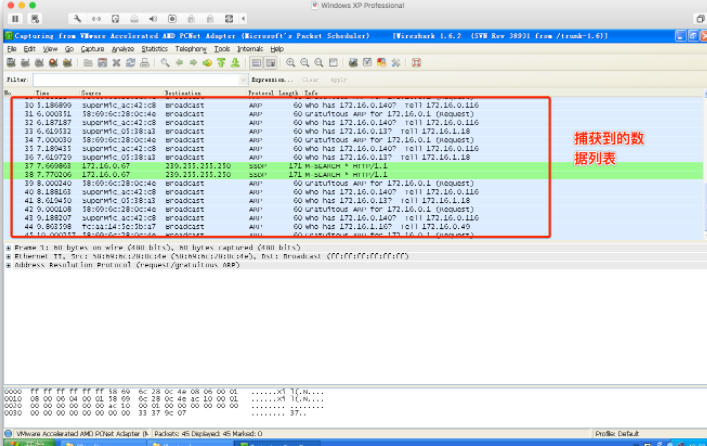 Windows XP Professional
Capturing from VMware Accelerated AMD PCNet Adapter (Microsoft's Packet Scheduler) [Wireshark 1.6.2 (SVN Rev 38931 from /trunk-1.6)]
File Edit View Go Capture Analyze Statistics Telephony Tools Internals Help
Filter: Expression... Clear Apply
No. Time Source Destination Protocol Length Info
30 5.186899 SuperMic_ac:42:c8 Broadcast ARP 60 Who has 172.16.0.140? Tell 172.16.0.116
31 6.000351 58:69:6c:28:0c:4e Broadcast ARP 60 Gratuitous ARP for 172.16.0.1 (Request)
32 6.187187 SuperMic_ac:42:c8 Broadcast ARP 60 Who has 172.16.0.140? Tell 172.16.0.116
33 6.619532 SuperMic_05:38:a3 Broadcast ARP 60 Who has 172.16.0.13? Tell 172.16.1.18
34 7.000030 58:69:6c:28:0c:4e Broadcast ARP 60 Gratuitous ARP for 172.16.0.1 (Request)
35 7.189435 SuperMic_ac:42:c8 Broadcast ARP 60 Who has 172.16.0.140? Tell 172.16.0.116
36 7.619729 SuperMic_05:38:a3 Broadcast ARP 60 Who has 172.16.0.13? Tell 172.16.1.18
37 7.669863 172.16.0.67 239.255.255.250 SSDP 171 M-SEARCH * HTTP/1.1
38 7.770206 172.16.0.67 239.255.255.250 SSDP 171 M-SEARCH * HTTP/1.1
39 8.000240 58:69:6c:28:0c:4e Broadcast ARP 60 Gratuitous ARP for 172.16.0.1 (Request)
40 8.188163 SuperMic_ac:42:c8 Broadcast ARP 60 Who has 172.16.0.140? Tell 172.16.0.116
41 8.619450 SuperMic_05:38:a3 Broadcast ARP 60 Who has 172.16.0.13? Tell 172.16.1.18
42 9.000108 58:69:6c:28:0c:4e Broadcast ARP 60 Gratuitous ARP for 172.16.0.1 (Request)
43 9.188207 SuperMic_ac:42:c8 Broadcast ARP 60 Who has 172.16.0.140? Tell 172.16.0.116
44 9.863598 fc:aa:14:5e:5b:a7 Broadcast ARP 60 Who has 172.16.1.16? Tell 172.16.0.49
58:69:6c:28:0c:4e Broadcast ARP 60 Gratuitous ARP for 172.16.0.1 (Request)
捕获到的数
据列表
Frame 1: 60 bytes on wire (480 bits), 60 bytes captured (480 bits)
Ethernet II, Src: 58:69:6c:28:0c:4e (58:69:6c:28:0c:4e), Dst: Broadcast (ff:ff:ff:ff:ff:ff)
Address Resolution Protocol (request/gratuitous ARP)
0000 ff ff ff ff ff ff 58 69 6c 28 0c 4e 08 06 00 01 ......Xi l(.N....
0010 08 00 06 04 00 01 58 69 6c 28 0c 4e ac 10 00 01 ......Xi l(.N....
0020 00 00 00 00 00 00 ac 10 00 01 00 00 00 00 00 00 ........ ........
0030 00 00 00 00 00 00 00 00 33 37 9c 07 ........ 37..
VMware Accelerated AMD PCNet Adapter Packets: 45 Displayed: 45 Marked: 0 Profile: Default